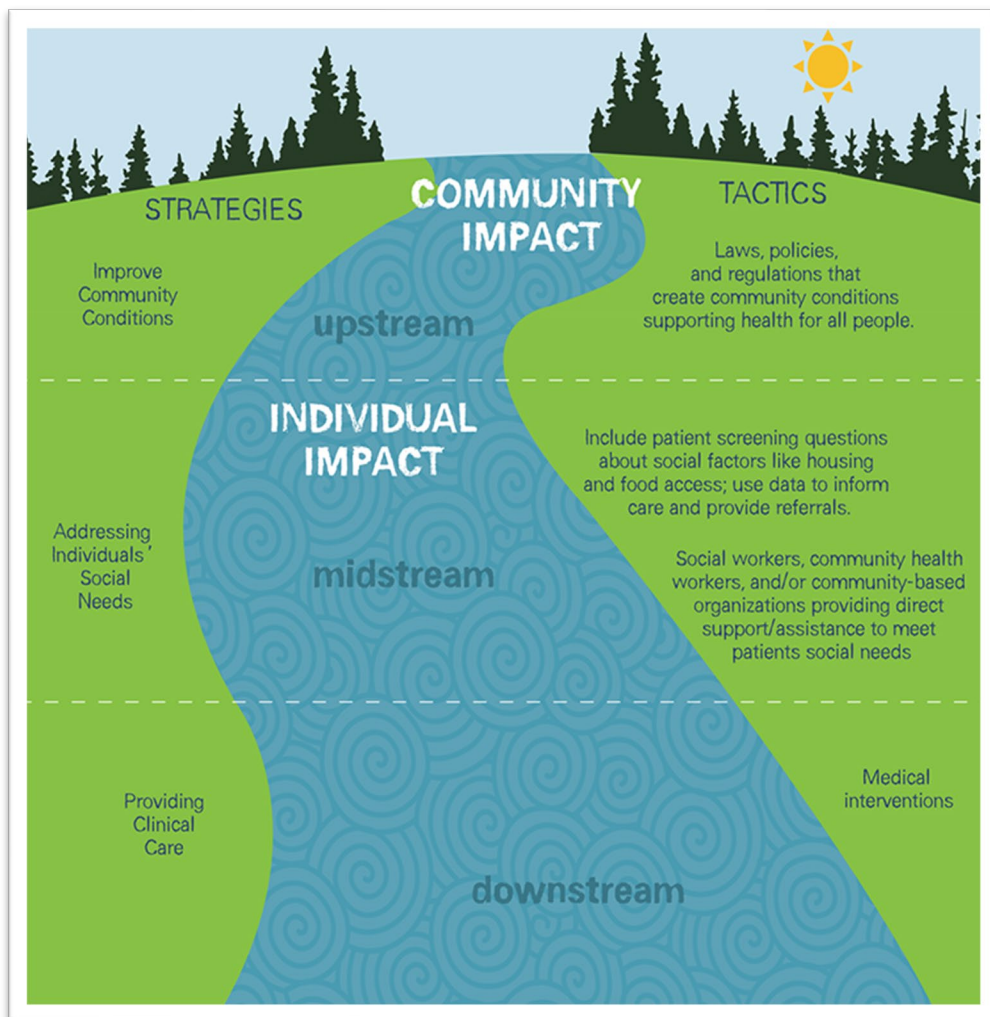 STRATEGIES
COMMUNITY
IMPACT
TACTICS
Improve
Community
Conditions
upstream
Laws, policies,
and regulations that
create community conditions
supporting health for all people.
INDIVIDUAL
IMPACT
Addressing
Individuals'
Social
Needs
midstream
Include patient screening questions
about social factors like housing
and food access; use data to inform
care and provide referrals.
Social workers, community health
workers, and/or community-based
organizations providing direct
support/assistance to meet
patients social needs
Providing
Clinical
Care
downstream
Medical
interventions